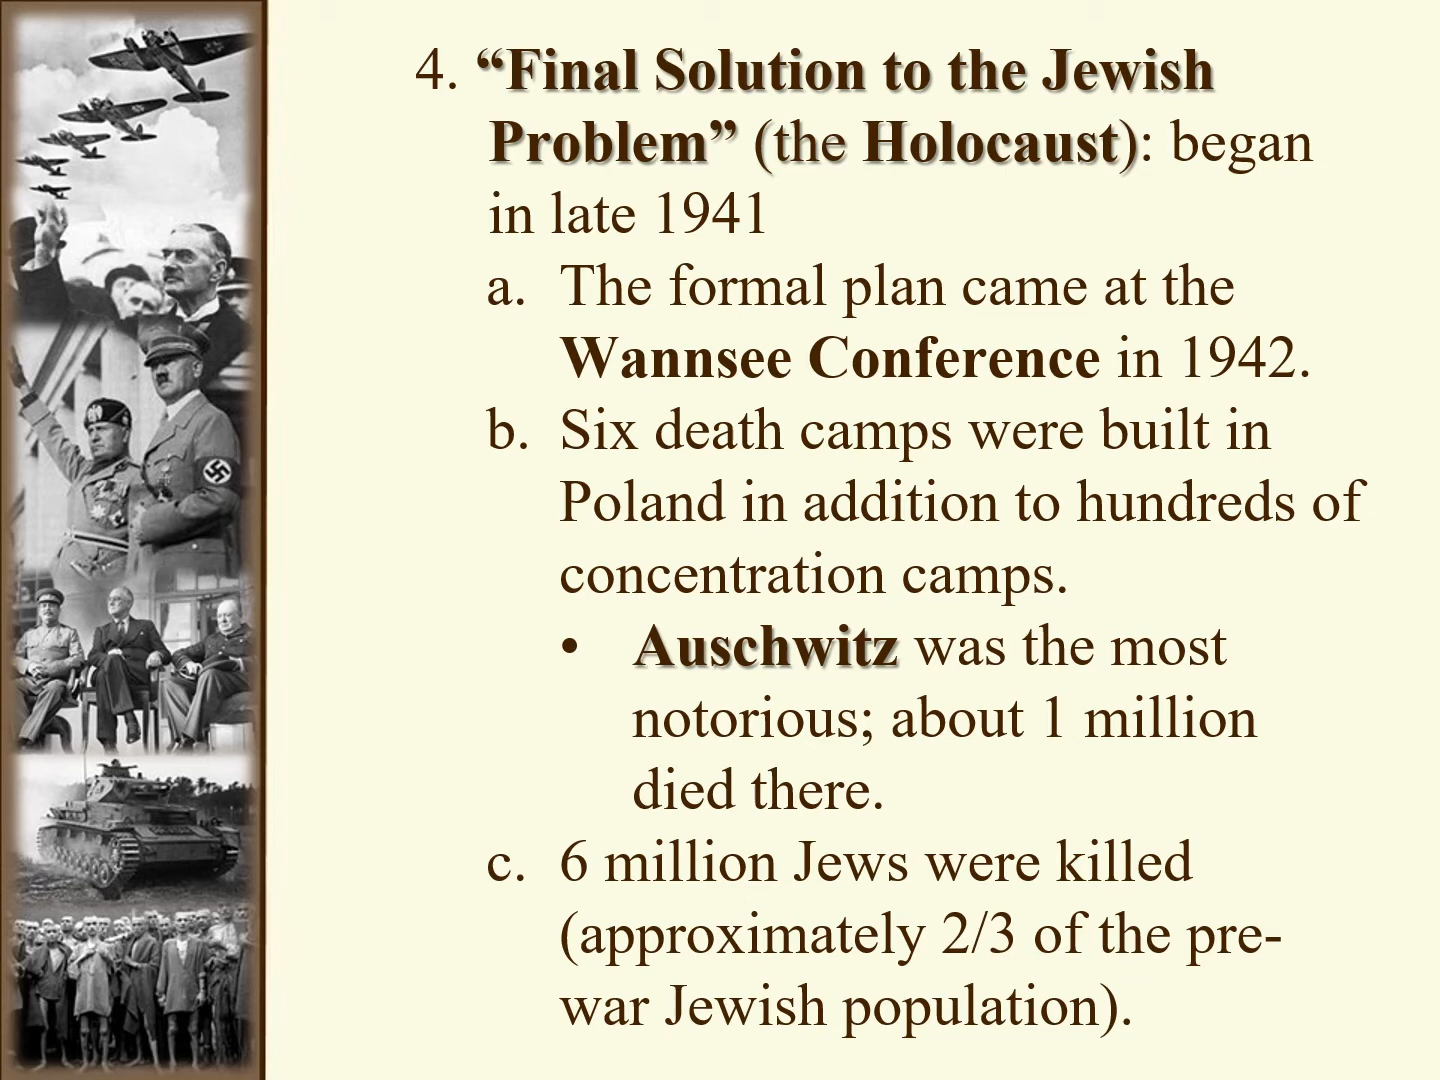 4. “Final Solution to the Jewish
Problem” (the Holocaust): began
in late 1941
a. The formal plan came at the
Wannsee Conference in 1942.
b. Six death camps were built in
Poland in addition to hundreds of
concentration camps.
• Auschwitz was the most
notorious; about 1 million
died there.
c. 6 million Jews were killed
(approximately 2/3 of the pre-
war Jewish population).